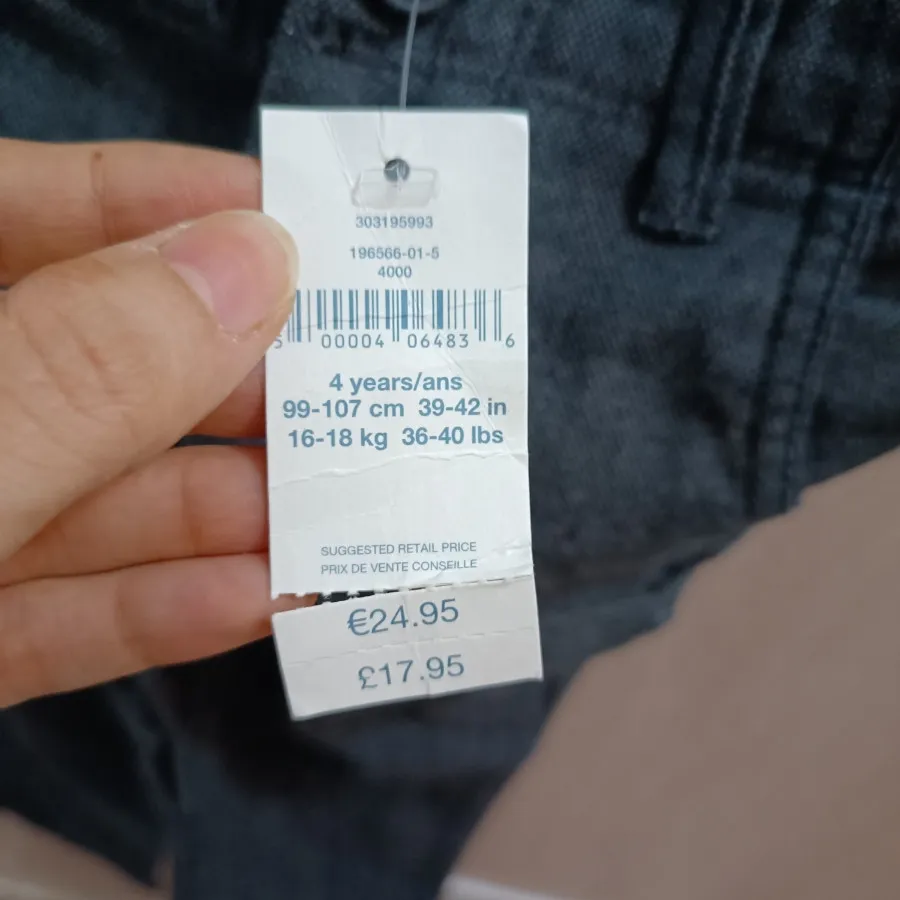 303195993
196566-01-5
4000
5 00004 06483 6
4 years/ans
99-107 cm 39-42 in
16-18 kg 36-40 lbs
SUGGESTED RETAIL PRICE
PRIX DE VENTE CONSEILLE
€24.95
£17.95